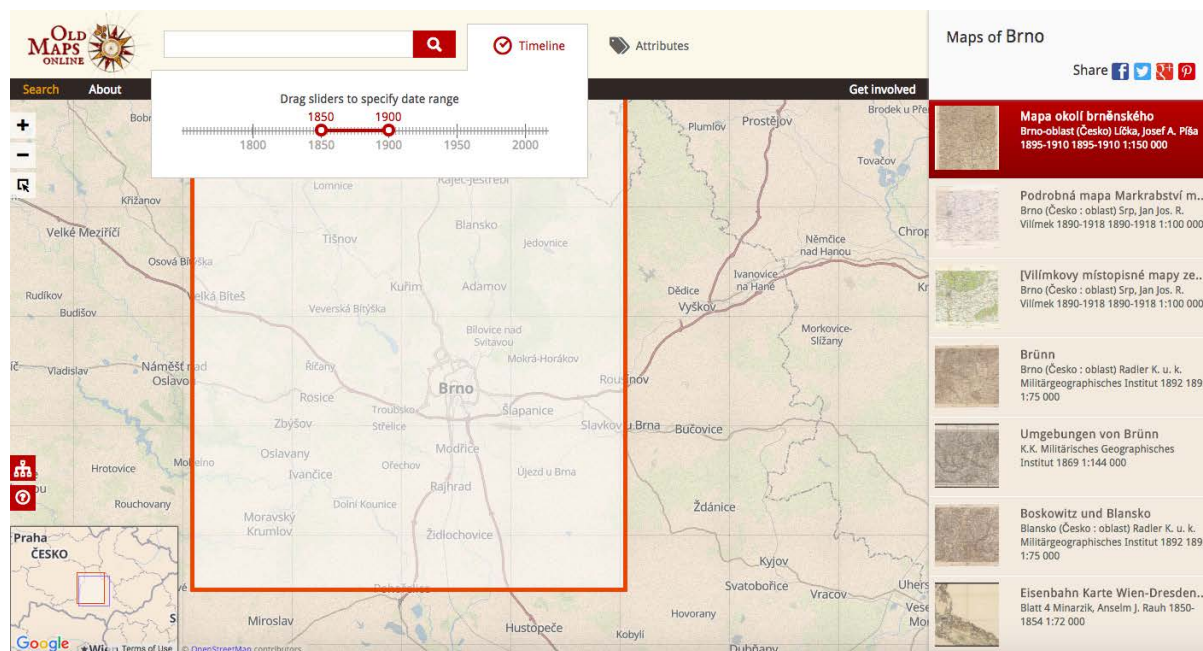 OLD
MAPS
ONLINE
Timeline
Attributes
Search
About
Get involved
Drag sliders to specify date range
1850
1900
1800
1850
1900
1950
2000
Maps of Brno
Share
Mapa okolí brněnského
Brno-oblast (Česko) Líčka, Josef A. Píša
1895-1910 1895-1910 1:150 000
Podrobná mapa Markrabství m...
Brno (Česko : oblast) Srp, Jan Jos. R.
Vilímek 1890-1918 1890-1918 1:100 000
[Vilímkovy místopisné mapy ze...
Brno (Česko : oblast) Srp, Jan Jos. R.
Vilímek 1890-1918 1890-1918 1:100 000
Brünn
Brno (Česko : oblast) Radler K. u. k.
Militärgeographisches Institut 1892 189
1:75 000
Umgebungen von Brünn
K.K. Militärisches Geographisches
Institut 1869 1:144 000
Boskowitz und Blansko
Blansko (Česko : oblast) Radler K. u. k.
Militärgeographisches Institut 1892 189
1:75 000
Eisenbahn Karte Wien-Dresden...
Blatt 4 Minarzik, Anselm J. Rauh 1850-
1854 1:72 000
Plumlov
Prostějov
Tovačov
Lomnice
Křižanov
Velké Meziříčí
Tišnov
Blansko
Jedovnice
Němčice
nad Hanou
Osová Bítýška
Ivanovice
na Hané
Rudíkov
Velká Bíteš
Kuřim
Adamov
Dědice
Budišov
Veverská Bítýška
Vyškov
Bílovice nad
Svitavou
Morkovice-
Slížany
Mokrá-Horákov
Vladislav
Náměšť nad
Oslavo
Říčany
Brno
Rousínov
Rosice
Troubsko
Šlapanice
Zbýšov
Střelice
Slavkov u Brna
Bučovice
Oslavany
Modřice
Hrotovice
Mohelno
Ivančice
Ořechov
Újezd u Brna
Rajhrad
Rouchovany
Dolní Kounice
Ždánice
Moravský
Krumlov
Židlochovice
Praha
ČESKO
Kyjov
Pohořelice
Svatobořice
Vracov
Miroslav
Hustopeče
Hovorany
Kobylí
Dubňany
Google
Terms of Use
© OpenStreetMap contributors